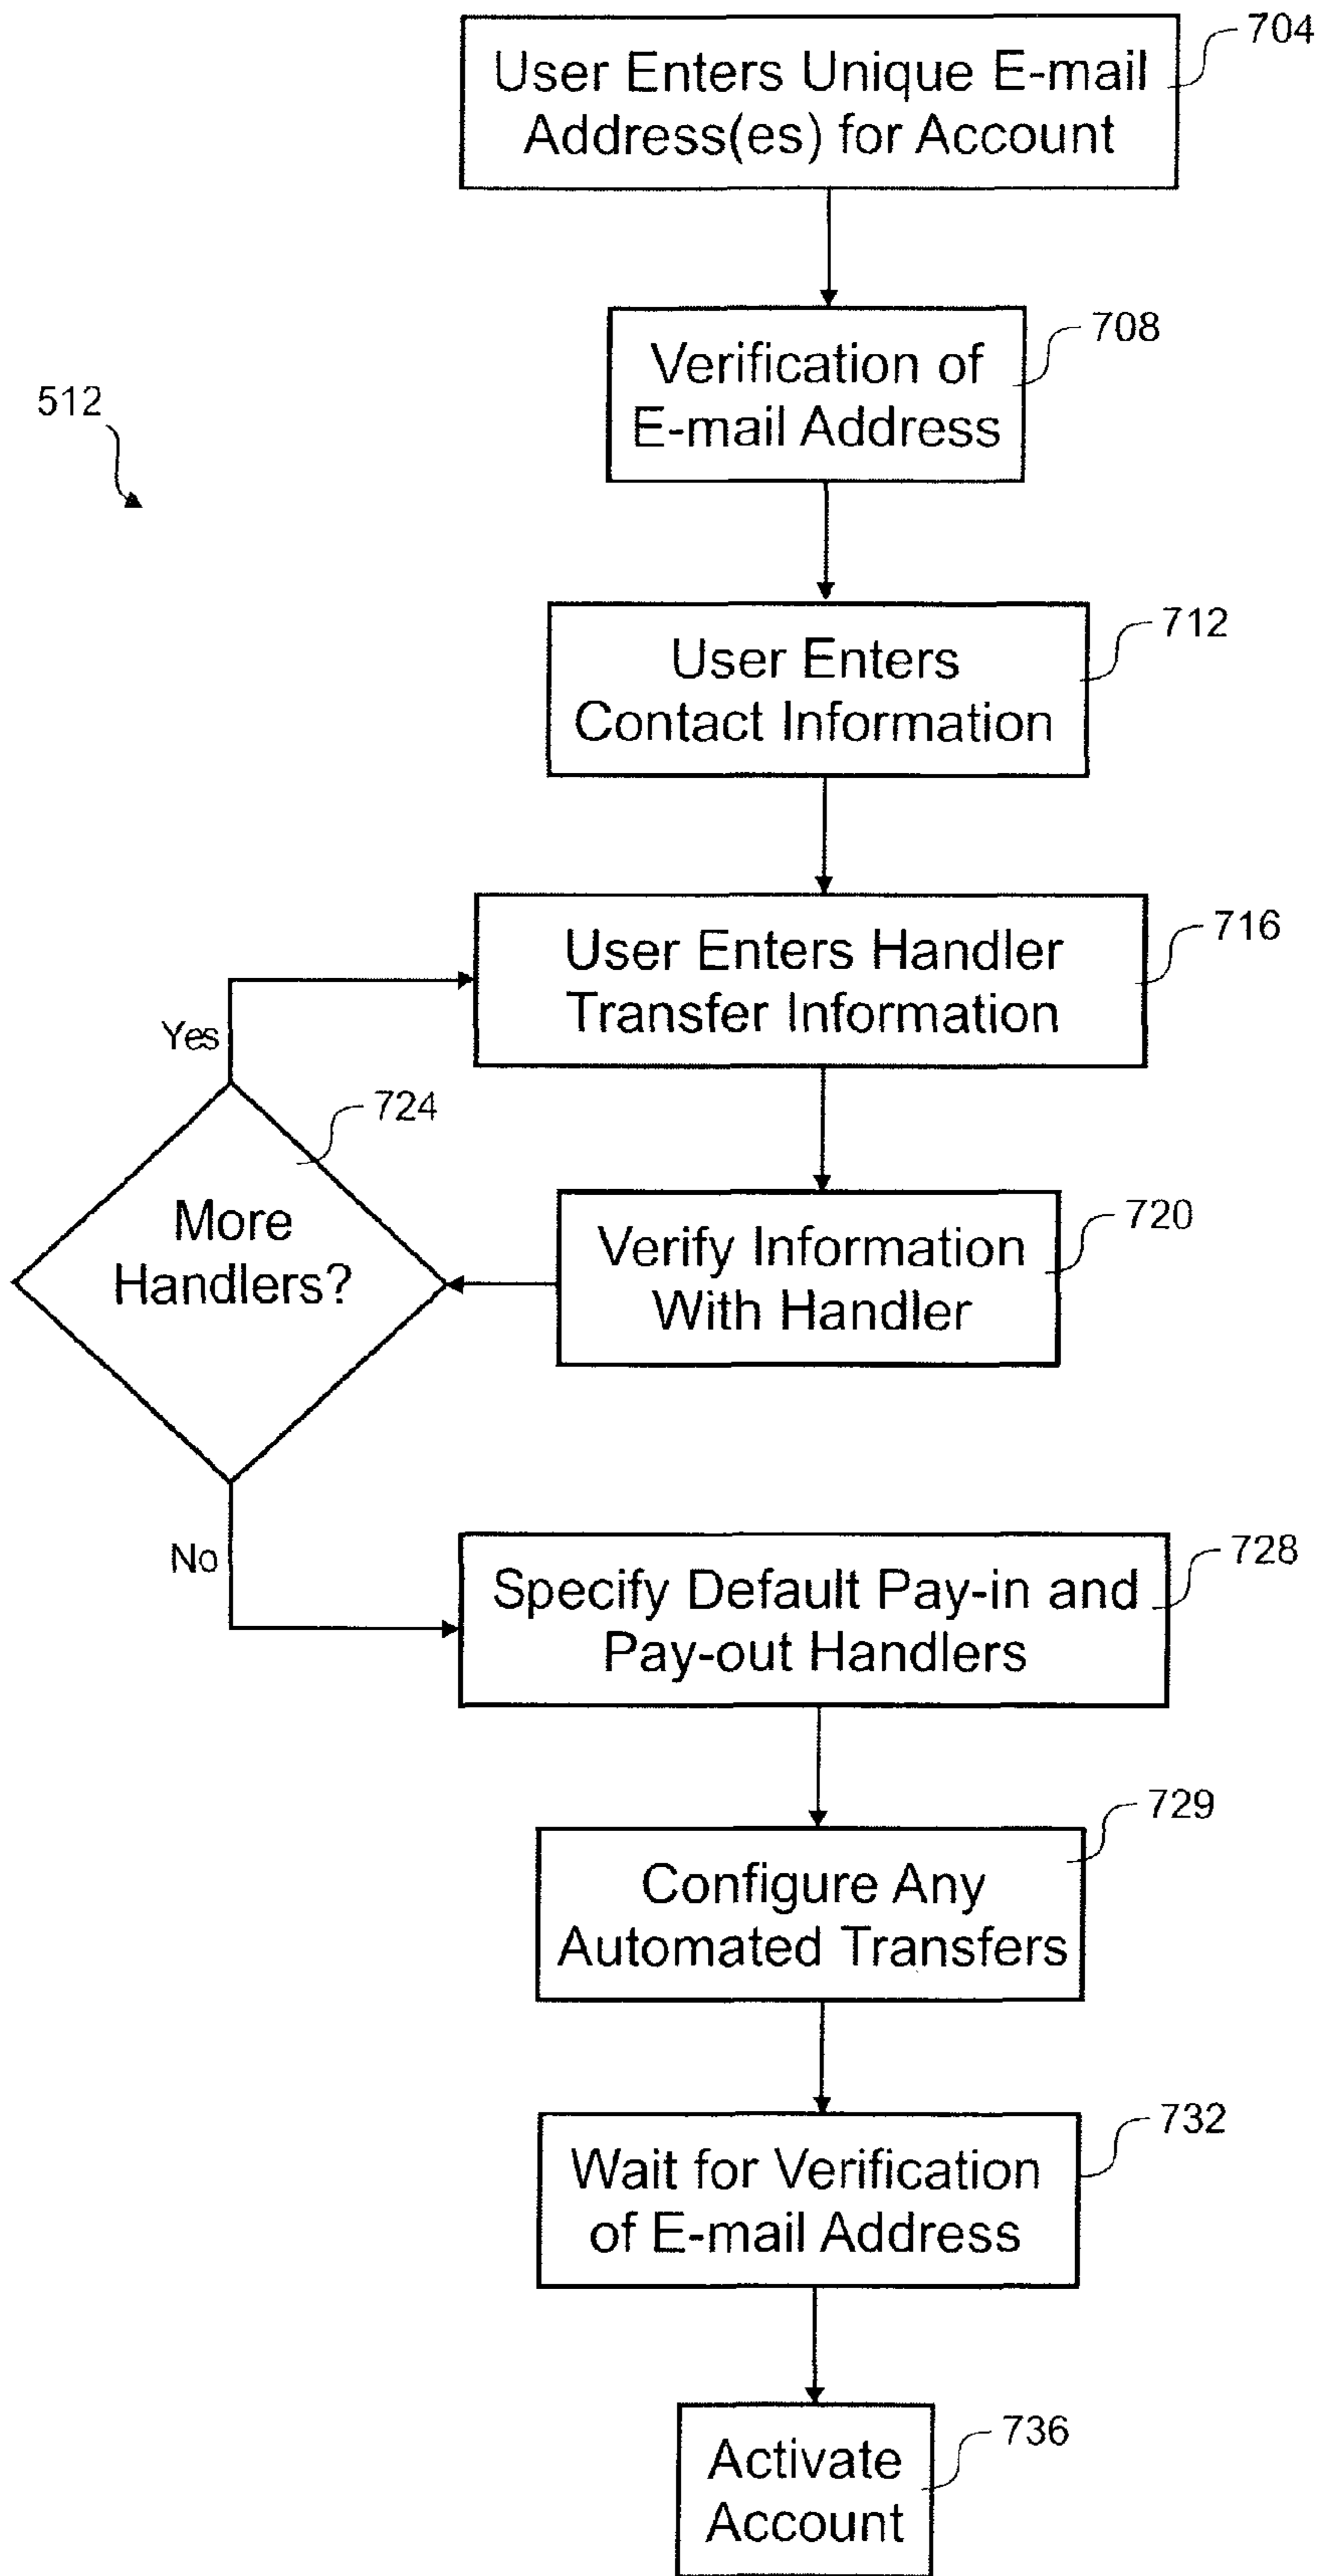 704
User Enters Unique E-mail
Address(es) for Account
708
Verification of
E-mail Address
512
712
User Enters
Contact Information
716
User Enters Handler
Transfer Information
Yes
724
More
Handlers?
720
Verify Information
With Handler
No
728
Specify Default Pay-in and
Pay-out Handlers
729
Configure Any
Automated Transfers
732
Wait for Verification
of E-mail Address
736
Activate
Account